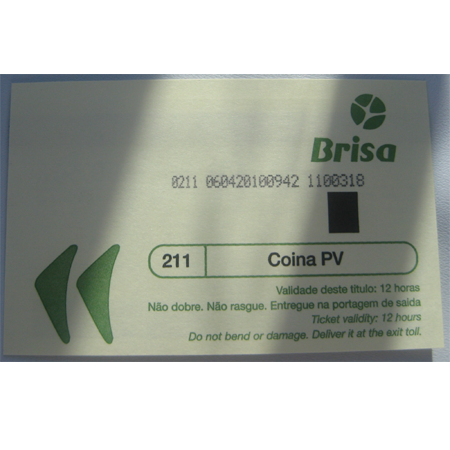 Brisa
0211 060420100942 1100318
211 Coina PV
Validade deste título: 12 horas
Não dobre. Não rasgue. Entregue na portagem de saída
Ticket validity: 12 hours
Do not bend or damage. Deliver it at the exit toll.